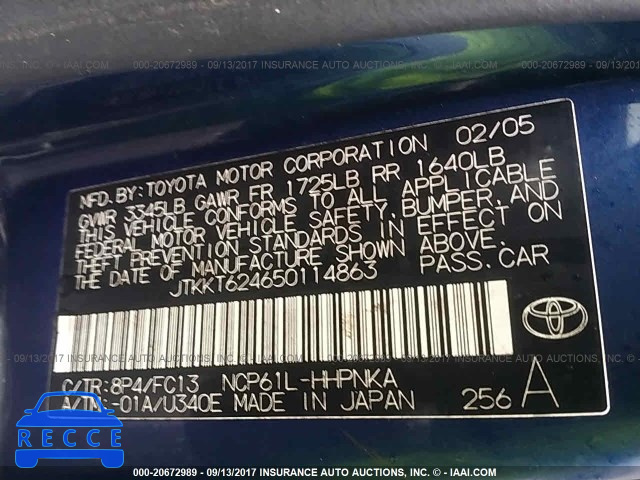 000-20672989 - 09/13/2017 INSURANCE AUTO AUCTIONS, INC. © - IAAI.COM
MFD. BY: TOYOTA MOTOR CORPORATION 02/05
GVWR 3345LB GAWR FR 1725LB RR 1640LB
THIS VEHICLE CONFORMS TO ALL APPLICABLE
FEDERAL MOTOR VEHICLE SAFETY, BUMPER, AND
THEFT PREVENTION STANDARDS IN EFFECT ON
THE DATE OF MANUFACTURE SHOWN ABOVE.
JTKKT624650114863 PASS. CAR
C/TR: 8P4/FC13 NCP61L-HHPNKA
A/TM: -01A/U340E MADE IN JAPAN 256 A
000-20672989 - 09/13/2017 INSURANCE AUTO AUCTIONS, INC. © - IAAI.COM